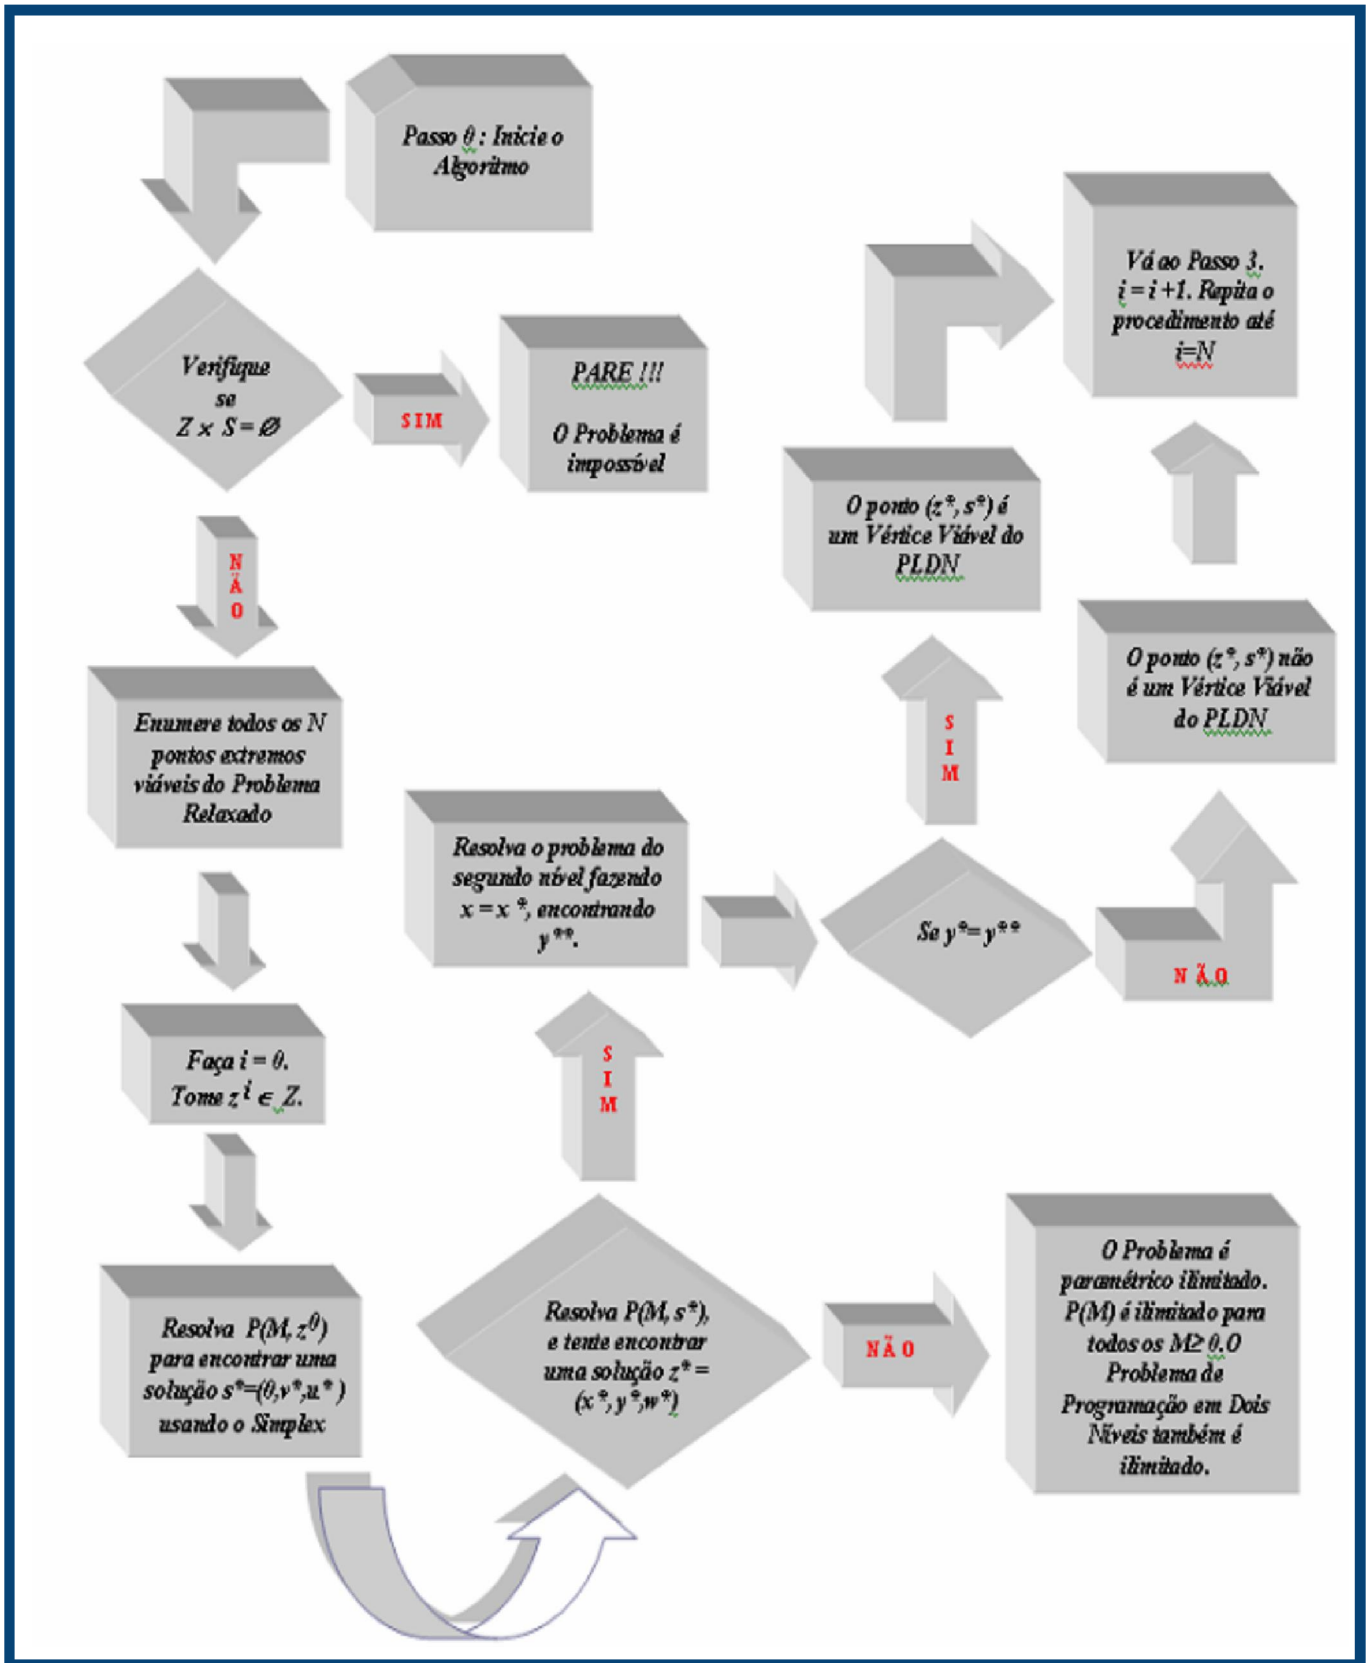 Passo 0 : Inicie o
Algoritmo
Verifique
se
Z × S = Ø
SIM
PARE !!!
O Problema é
impossível
N
Ã
O
Enumere todos os N
pontos extremos
viáveis do Problema
Relaxado
Faça i = 0.
Tome z^i ∈ Z.
Resolva P(M, z^0)
para encontrar uma
solução s*=(θ,v*,u* )
usando o Simplex
Resolva P(M, s*),
e tente encontrar
uma solução z* =
(x*, y*,w*)
NÃO
O Problema é
paramétrico ilimitado.
P(M) é ilimitado para
todos os M≥ 0.O
Problema de
Programação em Dois
Níveis também é
ilimitado.
S
I
M
Resolva o problema do
segundo nível fazendo
x = x *, encontrando
y**.
Se y*= y**
NÃO
O ponto (z*, s*) não
é um Vértice Viável
do PLDN
S
I
M
O ponto (z*, s*) é
um Vértice Viável do
PLDN
Vá ao Passo 3.
i = i +1. Repita o
procedimento até
i=N